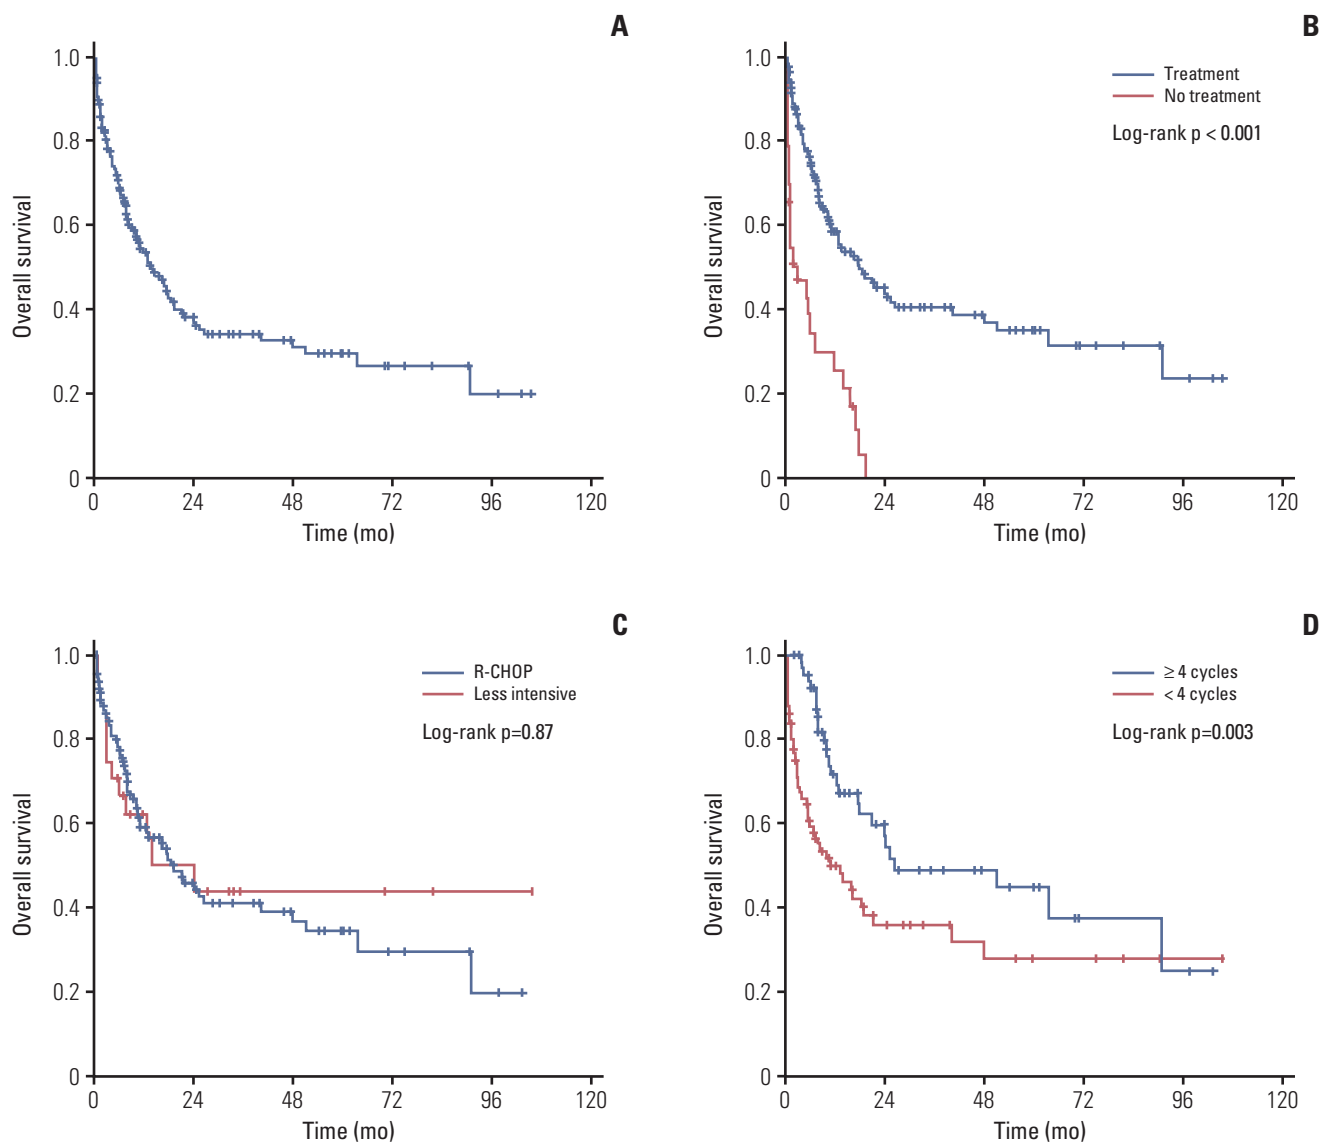 A
1.0
0.8
0.6
0.4
0.2
0
Overall survival
0 24 48 72 96 120
Time (mo)
B
1.0
0.8
0.6
0.4
0.2
0
Overall survival
Treatment
No treatment
Log-rank p < 0.001
0 24 48 72 96 120
Time (mo)
C
1.0
0.8
0.6
0.4
0.2
0
Overall survival
R-CHOP
Less intensive
Log-rank p=0.87
0 24 48 72 96 120
Time (mo)
D
1.0
0.8
0.6
0.4
0.2
0
Overall survival
≥ 4 cycles
< 4 cycles
Log-rank p=0.003
0 24 48 72 96 120
Time (mo)